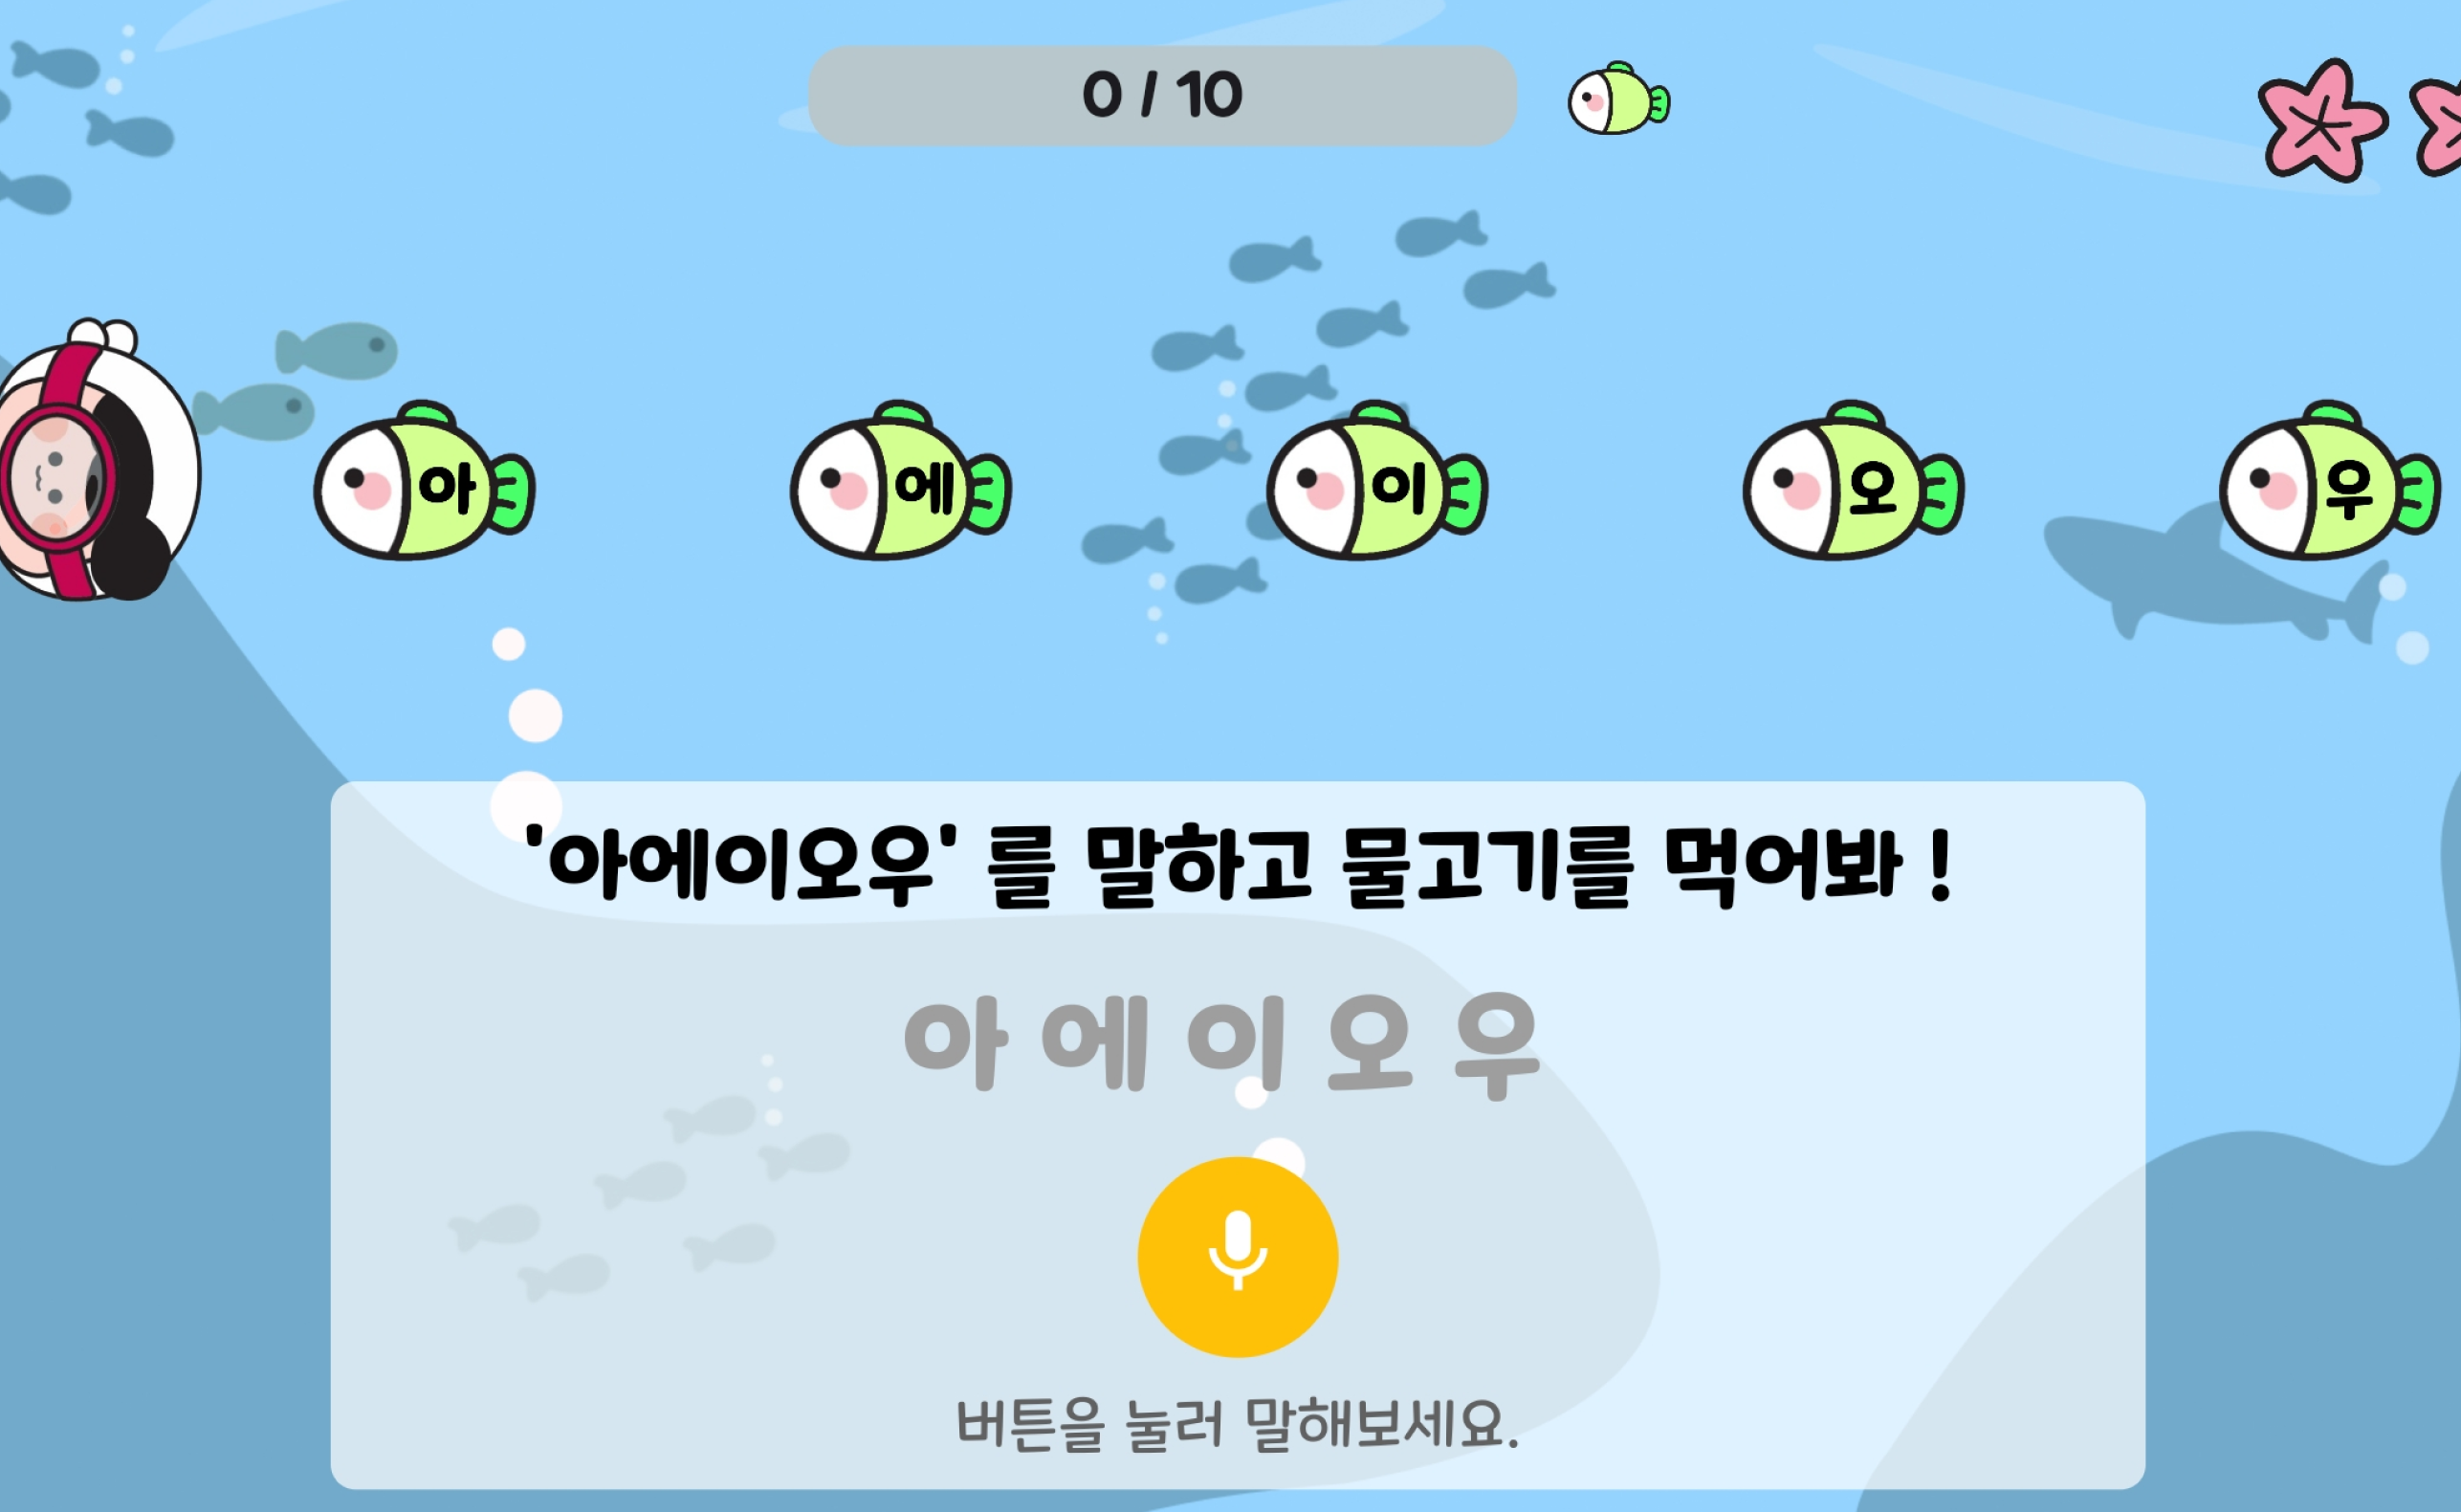 0 / 10
아 에 이 오 우
'아에이오우' 를 말하고 물고기를 먹어봐 !
아 에 이 오 우
버튼을 눌러 말해보세요.